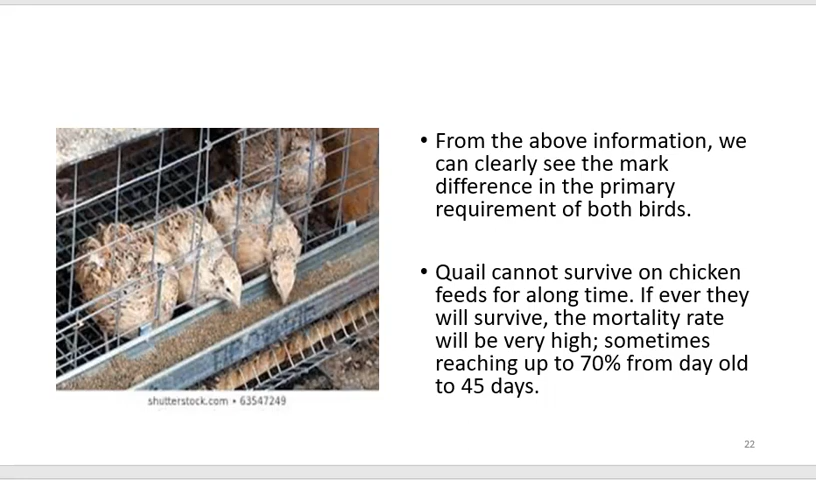 • From the above information, we
can clearly see the mark
difference in the primary
requirement of both birds.
• Quail cannot survive on chicken
feeds for along time. If ever they
will survive, the mortality rate
will be very high; sometimes
reaching up to 70% from day old
to 45 days.
shutterstock.com • 63547249
22